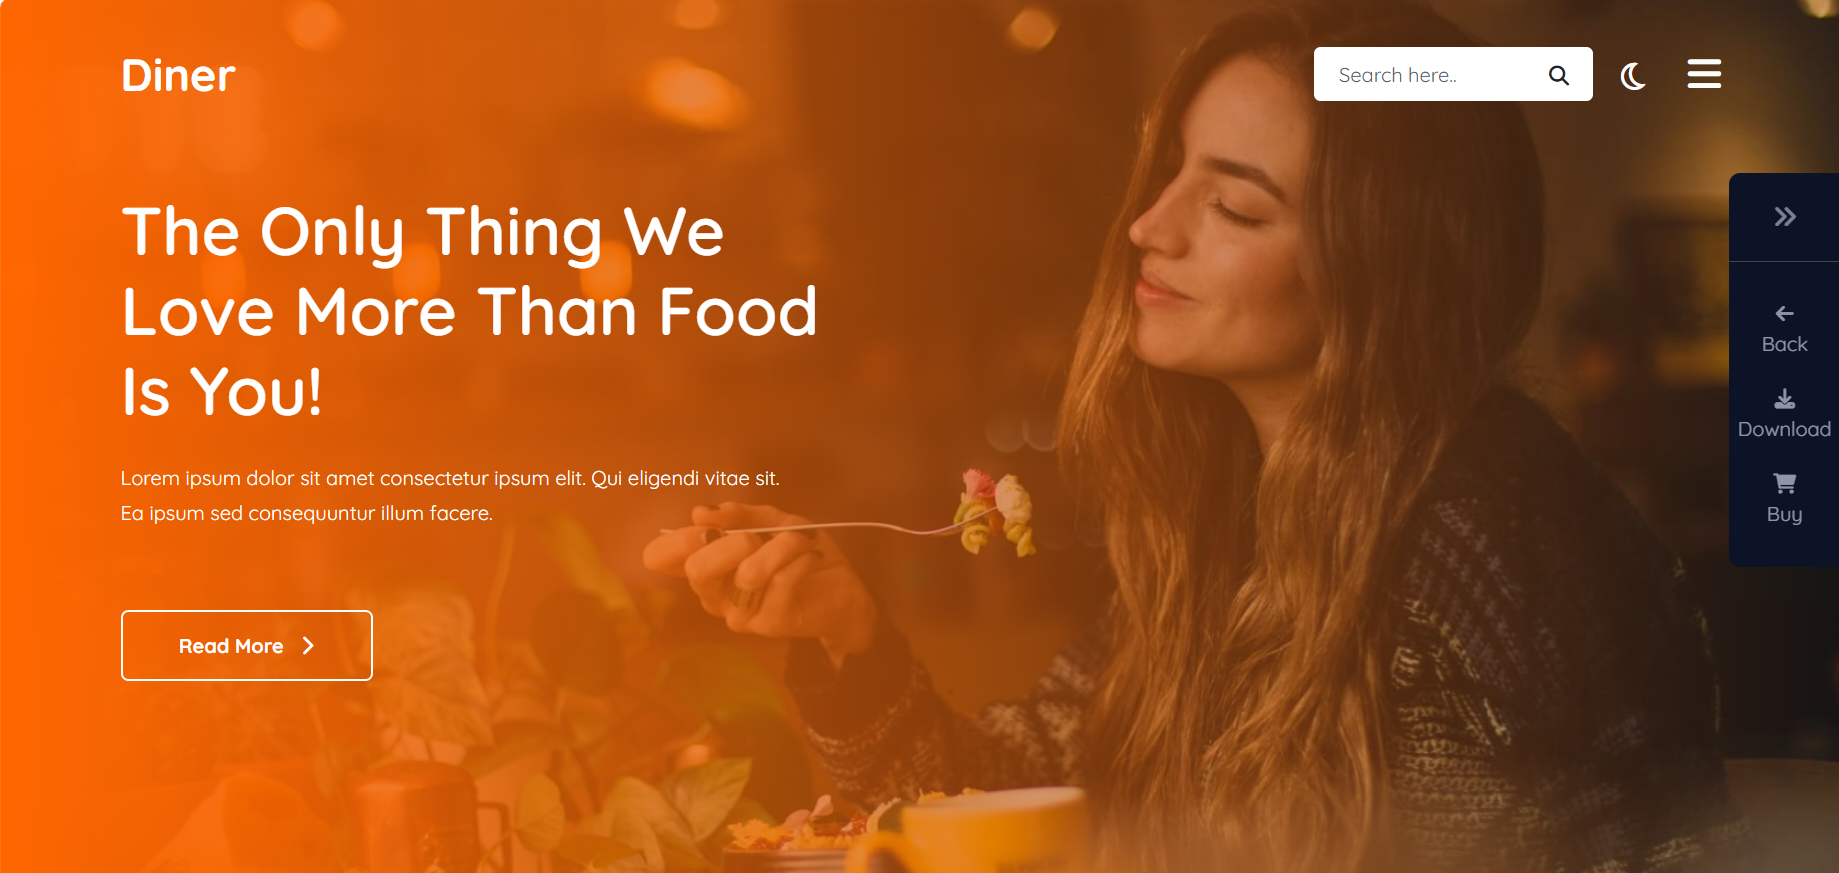 Diner
Search here..
The Only Thing We
Love More Than Food
Is You!
Lorem ipsum dolor sit amet consectetur ipsum elit. Qui eligendi vitae sit.
Ea ipsum sed consequuntur illum facere.
Read More
Back
Download
Buy